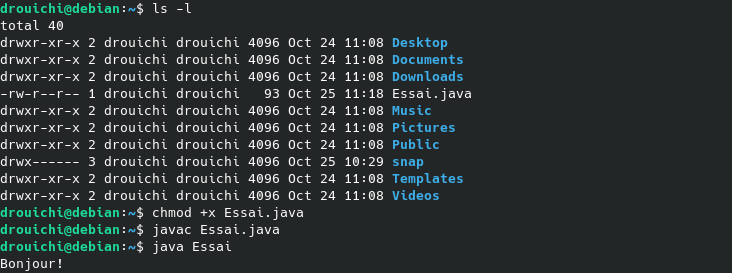 drouichi@debian:~$ ls -l
total 40
drwxr-xr-x 2 drouichi drouichi 4096 Oct 24 11:08 Desktop
drwxr-xr-x 2 drouichi drouichi 4096 Oct 24 11:08 Documents
drwxr-xr-x 2 drouichi drouichi 4096 Oct 24 11:08 Downloads
-rw-r--r-- 1 drouichi drouichi   93 Oct 25 11:18 Essai.java
drwxr-xr-x 2 drouichi drouichi 4096 Oct 24 11:08 Music
drwxr-xr-x 2 drouichi drouichi 4096 Oct 24 11:08 Pictures
drwxr-xr-x 2 drouichi drouichi 4096 Oct 24 11:08 Public
drwx------ 3 drouichi drouichi 4096 Oct 25 10:29 snap
drwxr-xr-x 2 drouichi drouichi 4096 Oct 24 11:08 Templates
drwxr-xr-x 2 drouichi drouichi 4096 Oct 24 11:08 Videos
drouichi@debian:~$ chmod +x Essai.java
drouichi@debian:~$ javac Essai.java
drouichi@debian:~$ java Essai
Bonjour!